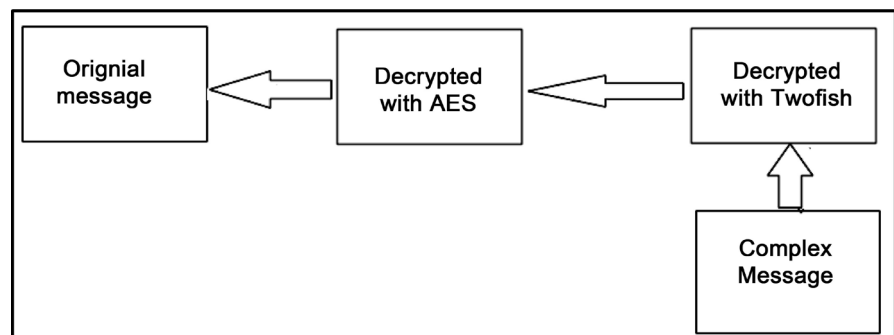 Orignial
message
Decrypted
with AES
Decrypted
with Twofish
Complex
Message